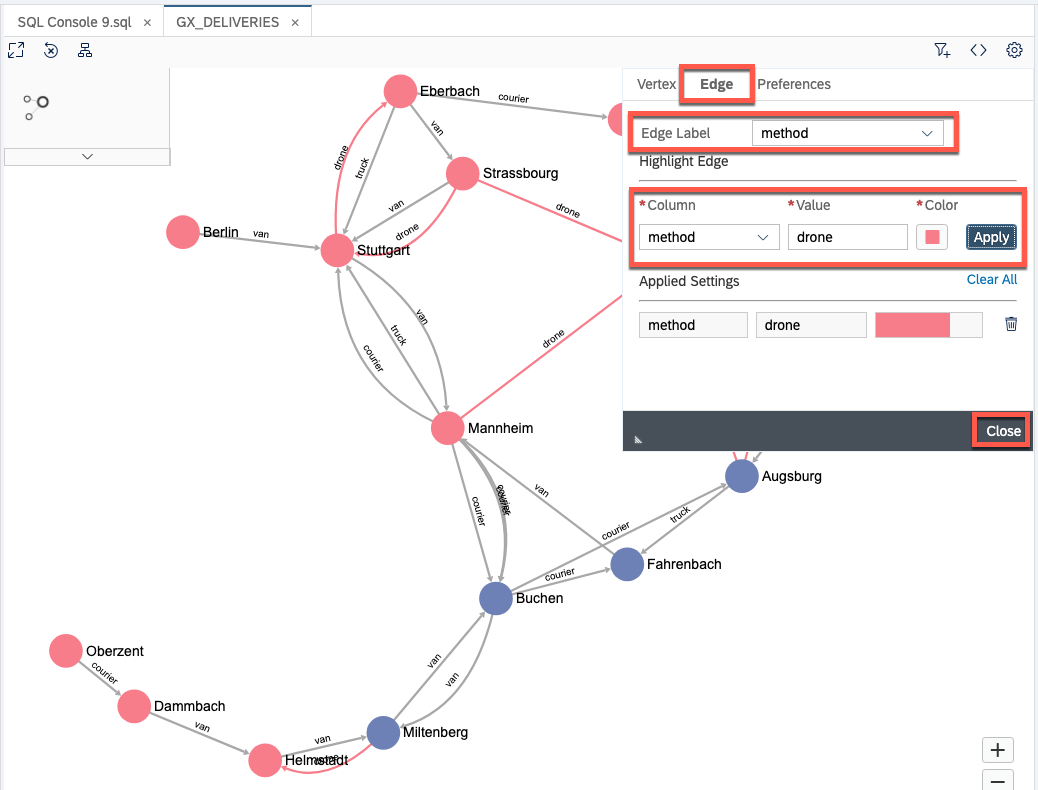 SQL Console 9.sql ×
GX_DELIVERIES ×
Vertex
Edge
Preferences
Edge Label
method
Highlight Edge
*Column
*Value
*Color
method
drone
Apply
Applied Settings
Clear All
method
drone
Close
Eberbach
courier
van
drone
truck
Strassbourg
van
drone
drone
Berlin
van
Stuttgart
van
truck
courier
drone
Mannheim
courier
courier
van
Augsburg
truck
courier
Fahrenbach
courier
Buchen
van
van
Oberzent
courier
Dammbach
van
Miltenberg
van
Helmstadt